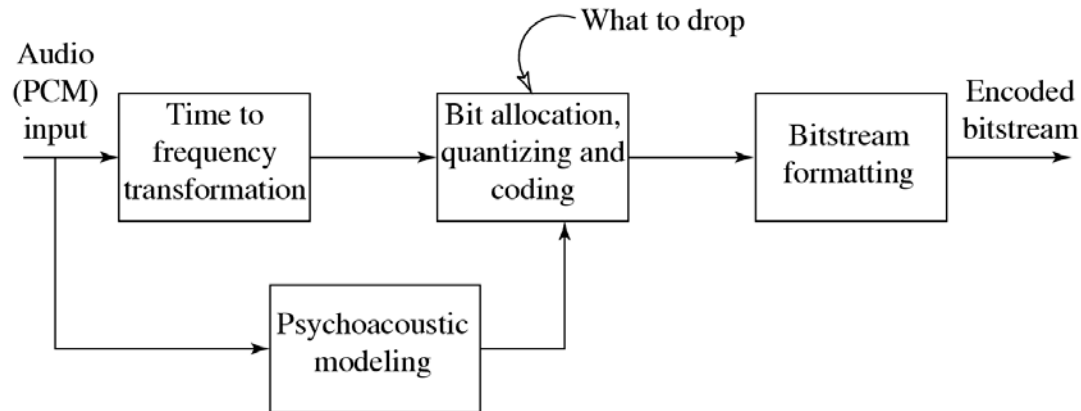 What to drop
Audio
(PCM)
input
Time to
frequency
transformation
Bit allocation,
quantizing and
coding
Bitstream
formatting
Encoded
bitstream
Psychoacoustic
modeling